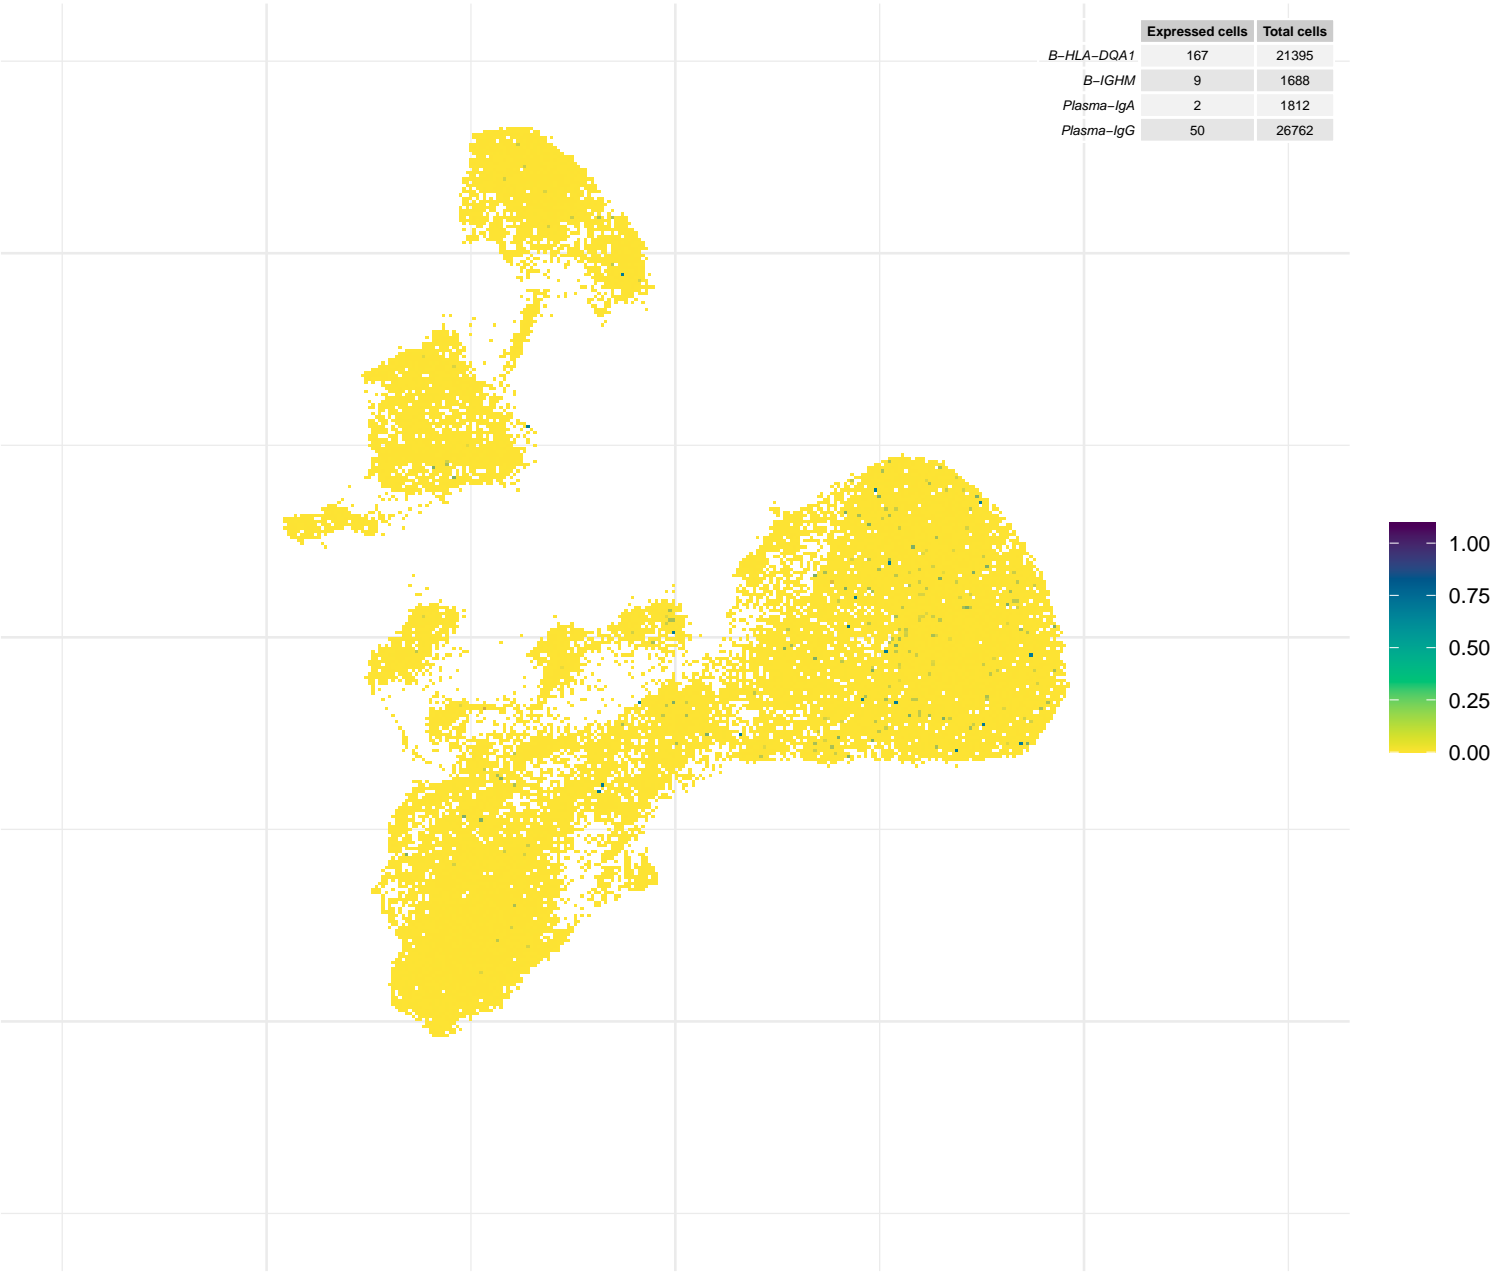 Expressed cells Total cells
B−HLA−DQA1 167 21395
B−IGHM 9 1688
Plasma−IgA 2 1812
Plasma−IgG 50 26762
1.00
0.75
0.50
0.25
0.00